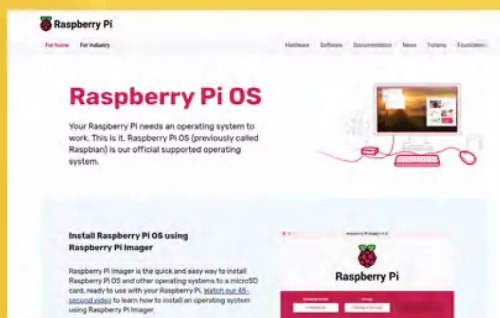 Raspberry Pi
For home For industry Hardware Software Documentation News Forums Foundation
Raspberry Pi OS
Your Raspberry Pi needs an operating system to
work. This is it. Raspberry Pi OS (previously called
Raspbian) is our official supported operating
system.
Install Raspberry Pi OS using
Raspberry Pi Imager
Raspberry Pi Imager is the quick and easy way to install
Raspberry Pi OS and other operating systems to a microSD
card, ready to use with your Raspberry Pi. Watch our 45-
second video to learn how to install an operating system
using Raspberry Pi Imager.
Raspberry Pi